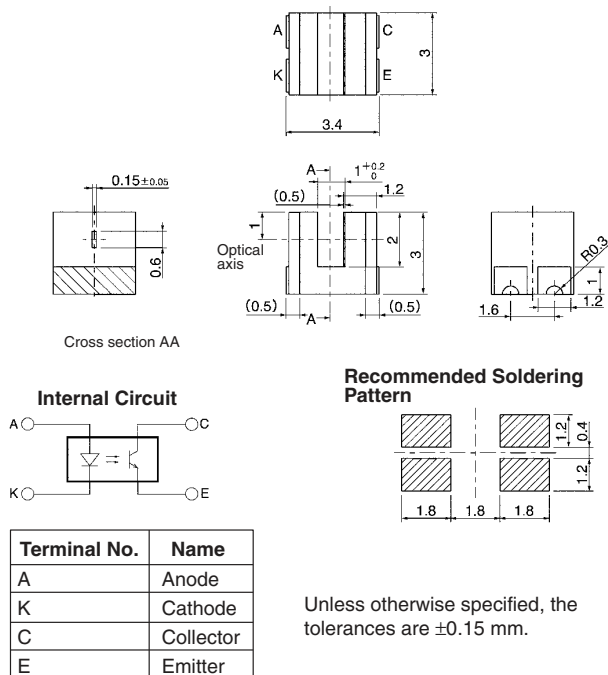 A C
K E
3
3.4
0.15±0.05
0.6
Cross section AA
A
1 +0.2 0
(0.5)
1.2
1
Optical axis
2
3
(0.5) (0.5)
A
R0.3
1
1.2
1.6
Internal Circuit
A C
K E
Recommended Soldering
Pattern
1.2
0.4
1.2
1.8 1.8 1.8
Terminal No. Name
A Anode
K Cathode
C Collector
E Emitter
Unless otherwise specified, the
tolerances are ±0.15 mm.